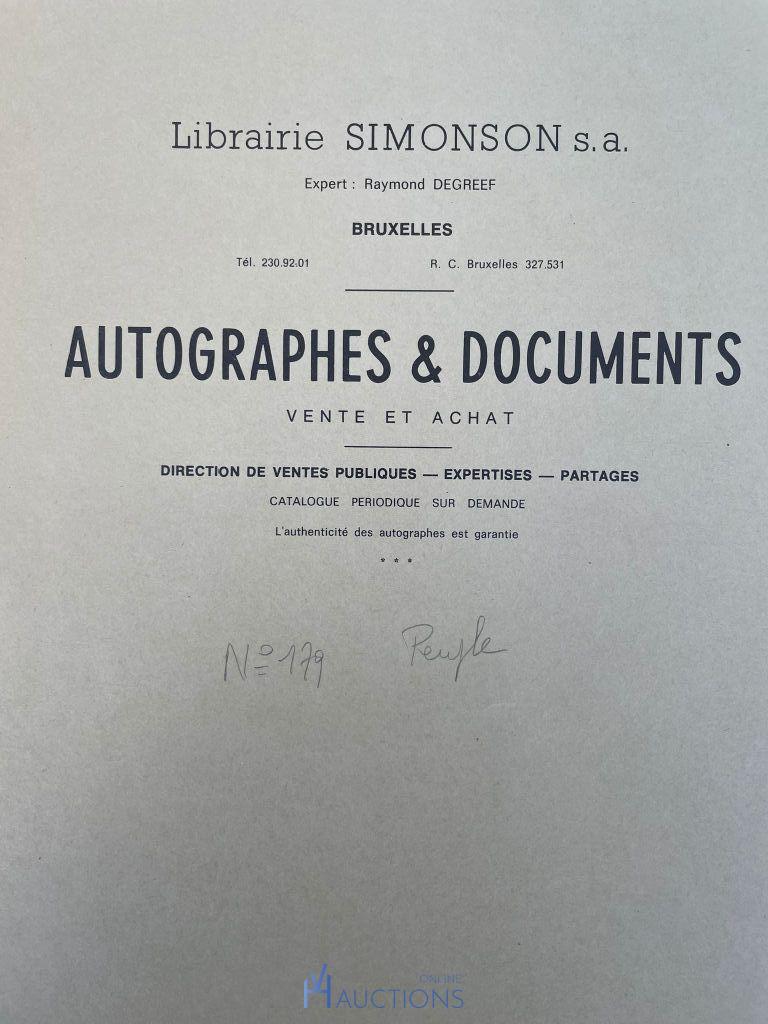 Librairie SIMONSON s.a.
Expert : Raymond DEGREEF
BRUXELLES
Tél. 230.92.01 R. C. Bruxelles 327.531
AUTOGRAPHES & DOCUMENTS
VENTE ET ACHAT
DIRECTION DE VENTES PUBLIQUES — EXPERTISES — PARTAGES
CATALOGUE PERIODIQUE SUR DEMANDE
L'authenticité des autographes est garantie
* * *
Nº 179 Peuple
ONLINE
AUCTIONS